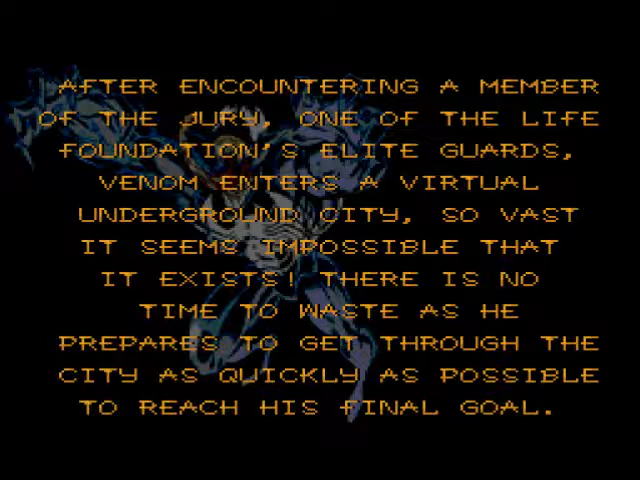 AFTER ENCOUNTERING A MEMBER
OF THE JURY, ONE OF THE LIFE
FOUNDATION'S ELITE GUARDS,
VENOM ENTERS A VIRTUAL
UNDERGROUND CITY, SO VAST
IT SEEMS IMPOSSIBLE THAT
IT EXISTS! THERE IS NO
TIME TO WASTE AS HE
PREPARES TO GET THROUGH THE
CITY AS QUICKLY AS POSSIBLE
TO REACH HIS FINAL GOAL.